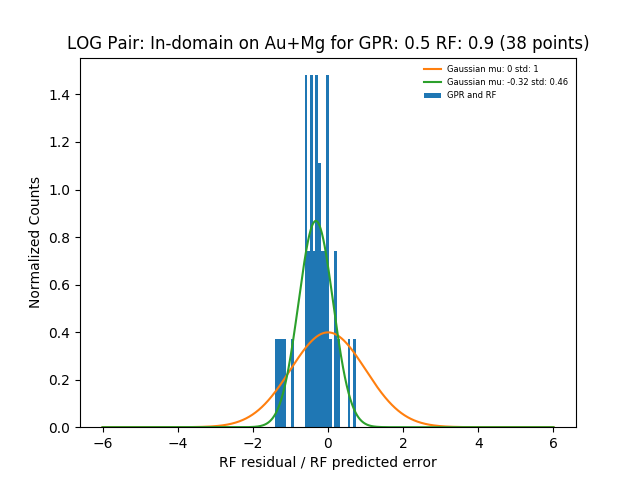 LOG Pair: In-domain on Au+Mg for GPR: 0.5 RF: 0.9 (38 points)
Gaussian mu: 0 std: 1
Gaussian mu: -0.32 std: 0.46
GPR and RF
Normalized Counts
1.4
1.2
1.0
0.8
0.6
0.4
0.2
0.0
−6 −4 −2 0 2 4 6
RF residual / RF predicted error